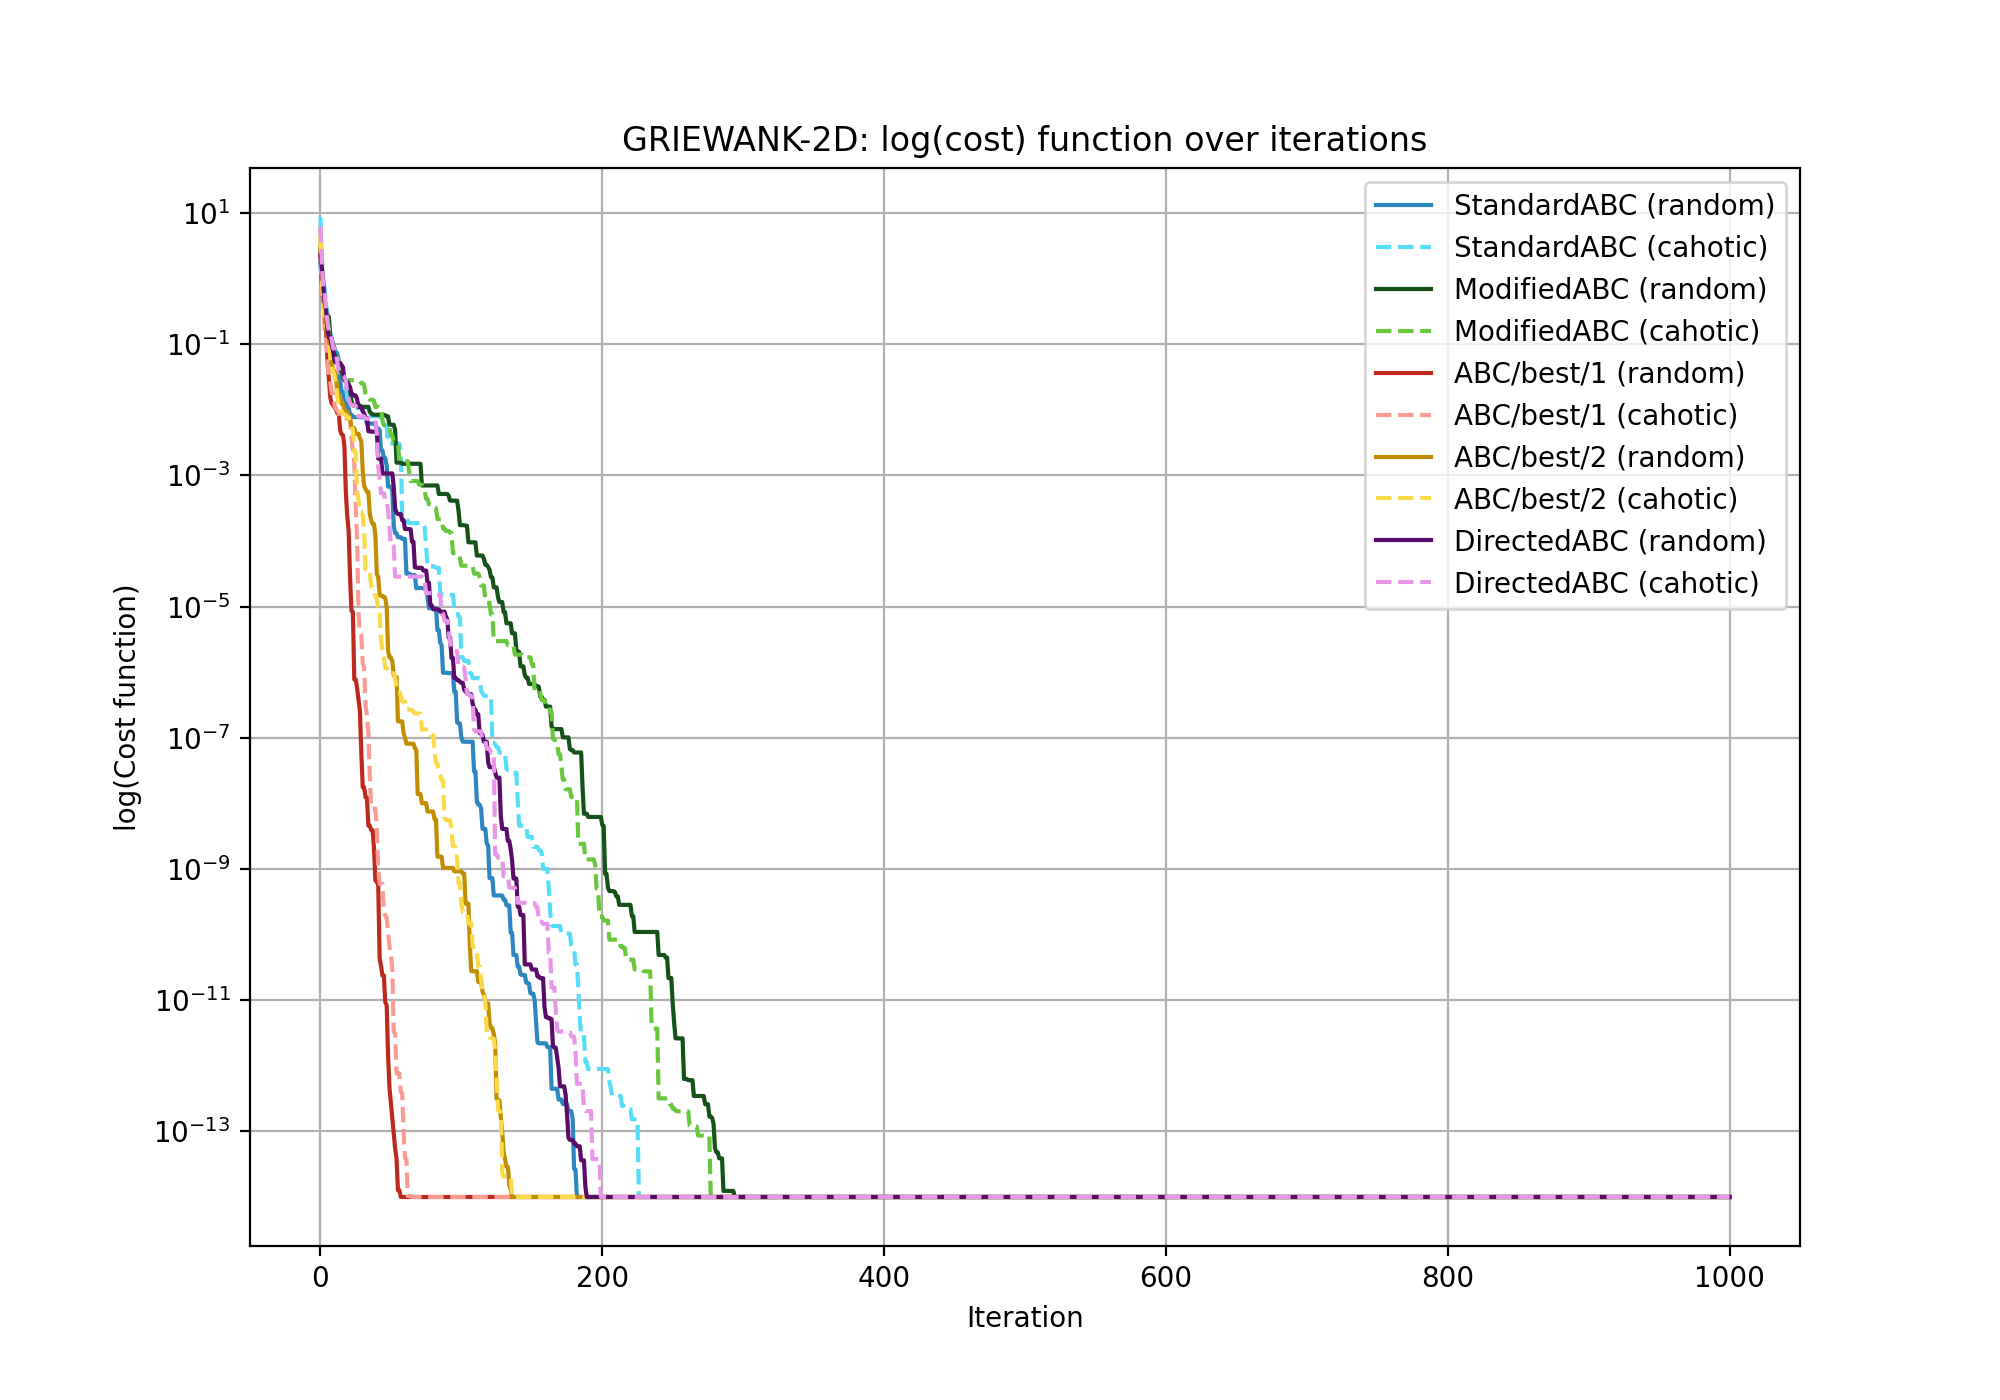 GRIEWANK-2D: log(cost) function over iterations
10¹
10⁻¹
10⁻³
10⁻⁵
10⁻⁷
10⁻⁹
10⁻¹¹
10⁻¹³
log(Cost function)
StandardABC (random)
StandardABC (cahotic)
ModifiedABC (random)
ModifiedABC (cahotic)
ABC/best/1 (random)
ABC/best/1 (cahotic)
ABC/best/2 (random)
ABC/best/2 (cahotic)
DirectedABC (random)
DirectedABC (cahotic)
0 200 400 600 800 1000
Iteration